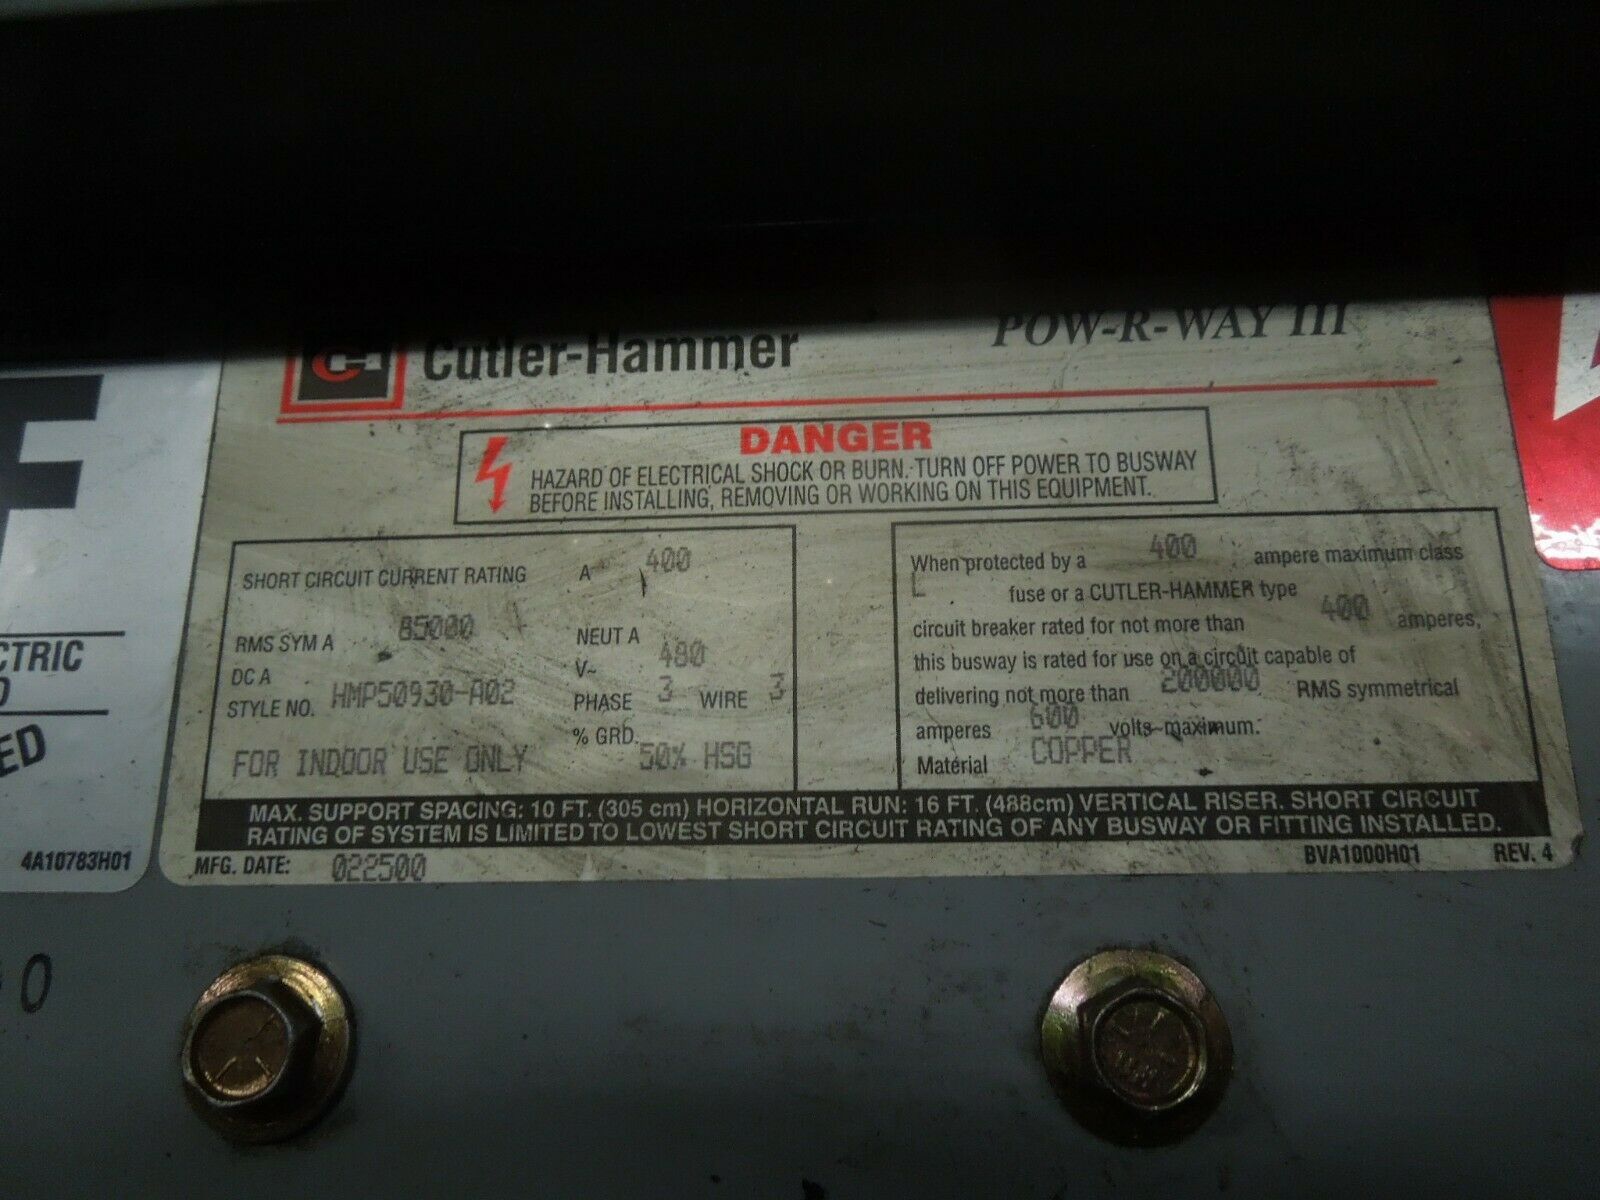 CH Cutler-Hammer POW-R-WAY III
DANGER
HAZARD OF ELECTRICAL SHOCK OR BURN. TURN OFF POWER TO BUSWAY
BEFORE INSTALLING, REMOVING OR WORKING ON THIS EQUIPMENT.
SHORT CIRCUIT CURRENT RATING A 400
RMS SYM A 85000 NEUT A
DC A V~ 480
STYLE NO. HMP50930-A02 PHASE 3 WIRE 3
% GRD.
FOR INDOOR USE ONLY 50% HSG
When protected by a 400 ampere maximum class
L fuse or a CUTLER-HAMMER type
circuit breaker rated for not more than 400 amperes,
this busway is rated for use on a circuit capable of
delivering not more than 200000 RMS symmetrical
amperes 600 volts maximum.
Material COPPER
MAX. SUPPORT SPACING: 10 FT. (305 cm) HORIZONTAL RUN: 16 FT. (488cm) VERTICAL RISER. SHORT CIRCUIT
RATING OF SYSTEM IS LIMITED TO LOWEST SHORT CIRCUIT RATING OF ANY BUSWAY OR FITTING INSTALLED.
MFG. DATE: 022500 BVA1000H01 REV. 4
CTRIC
D
ED
4A10783H01
0